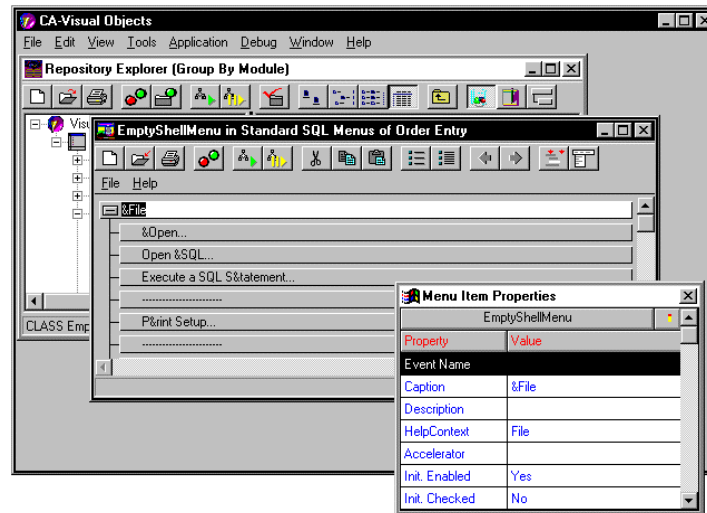 CA-Visual Objects
File Edit View Tools Application Debug Window Help
Repository Explorer (Group By Module)
EmptyShellMenu in Standard SQL Menus of Order Entry
File Help
&File
&Open...
Open &SQL...
Execute a SQL S&tatement...
------------------------
P&rint Setup...
------------------------
CLASS Emp
Menu Item Properties
EmptyShellMenu
Property Value
Event Name
Caption &File
Description
HelpContext File
Accelerator
Init. Enabled Yes
Init. Checked No